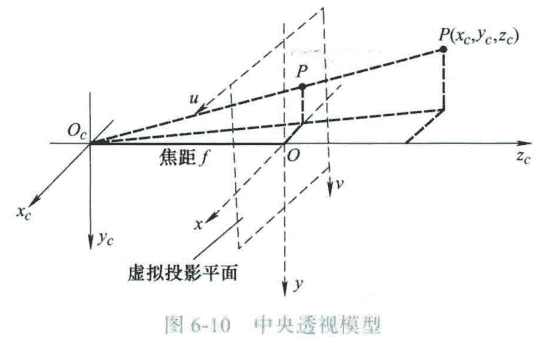 P(x_c,y_c,z_c)
P
u
O_c
焦距 f
O
z_c
x_c
x
v
y_c
虚拟投影平面
y
图 6-10 中央透视模型